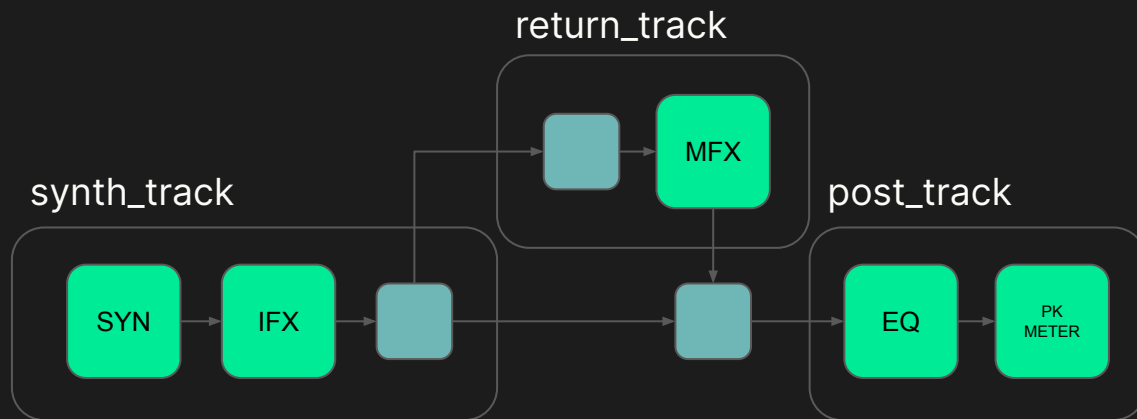 return_track
MFX
synth_track
post_track
SYN
IFX
EQ
PK
METER